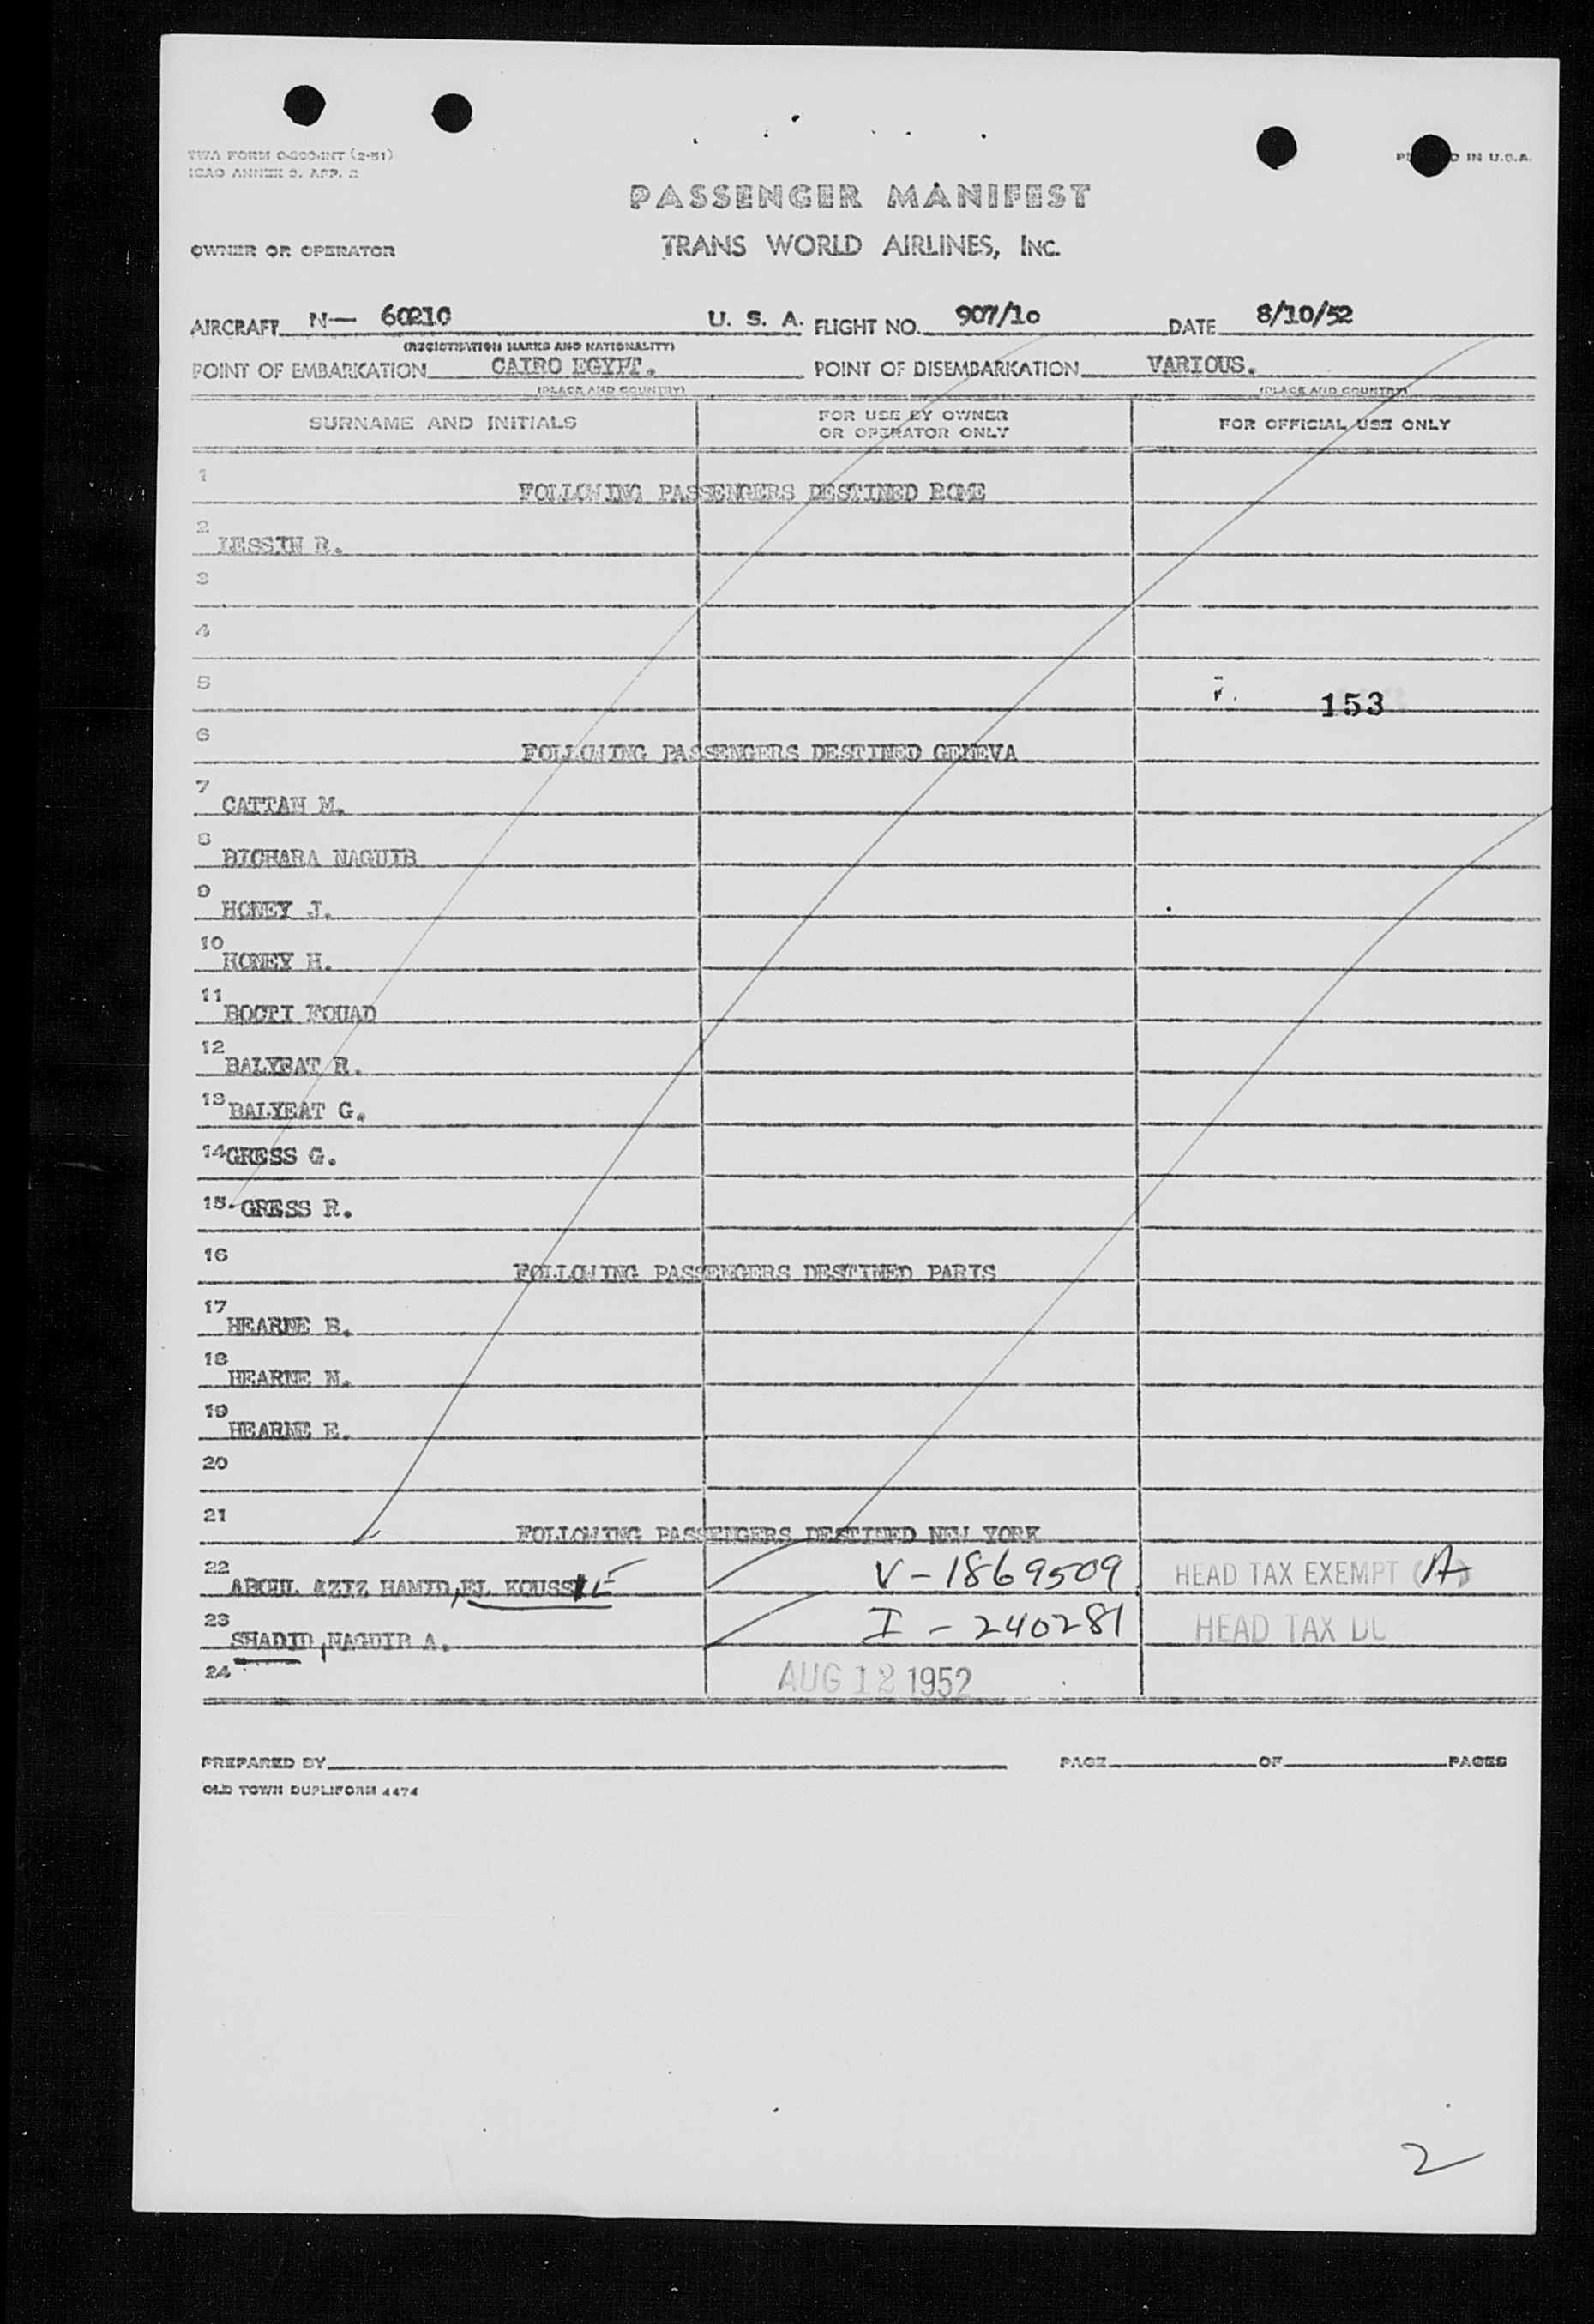 TWA FORM O-200-INT (2-51)
ICAO ANNEX 9, APP. 2
IN U.S.A.
PASSENGER MANIFEST
OWNER OR OPERATOR TRANS WORLD AIRLINES, INC.
AIRCRAFT N— 60210 U. S. A. FLIGHT NO. 907/10 DATE 8/10/52
(REGISTRATION MARKS AND NATIONALITY)
POINT OF EMBARKATION CAIRO EGYPT. POINT OF DISEMBARKATION VARIOUS.
(PLACE AND COUNTRY) (PLACE AND COUNTRY)
SURNAME AND INITIALS FOR USE BY OWNER OR OPERATOR ONLY FOR OFFICIAL USE ONLY
1 FOLLOWING PASSENGERS DESTINED ROME
2 LESSIN R.
3
4
5 153
6 FOLLOWING PASSENGERS DESTINED GENEVA
7 CATTAN M.
8 BICHARA NAGUIB
9 HONEY J.
10 HONEY H.
11 BOCTI FOUAD
12 BALYEAT R.
13 BALYEAT G.
14 GRESS G.
15. GRESS R.
16 FOLLOWING PASSENGERS DESTINED PARIS
17 HEARNE B.
18 HEARNE N.
19 HEARNE E.
20
21 FOLLOWING PASSENGERS DESTINED NEW YORK
22 ABOUL AZIZ HAMID, EL V-1869509 HEAD TAX EXEMPT (A)
23 SHADID, NAGUIB A. I - 240281 HEAD TAX
24 AUG 12 1952
PREPARED BY PAGE OF PAGES
OLD TOWN DUPLIFORM 4474
2